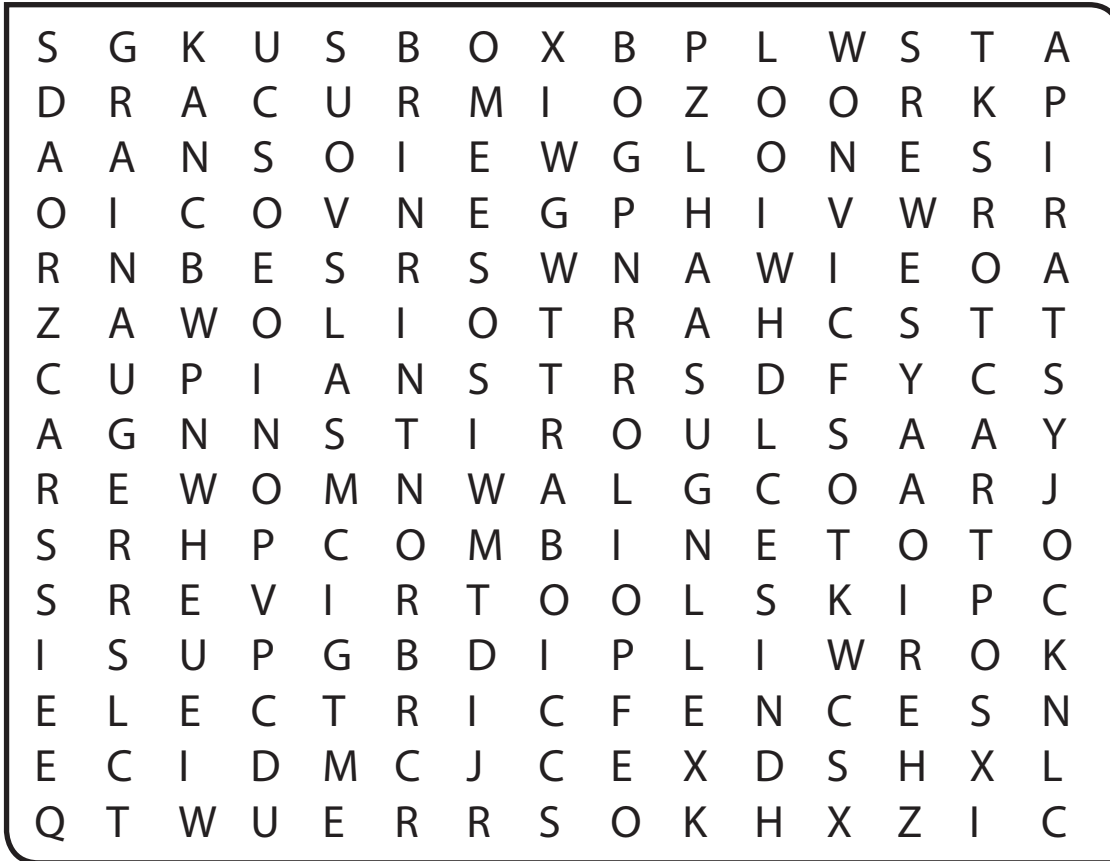 S G K U S B O X B P L W S T A
D R A C U R M I O Z O O R K P
A A N S O I E W G L O N E S I
O I C O V N E G P H I V W R R
R N B E S R S W N A W I E O A
Z A W O L I O T R A H C S T T
C U P I A N S T R S D F Y C S
A G N N S T I R O U L S A A Y
R E W O M N W A L G C O A R J
S R H P C O M B I N E T O T O
S R E V I R T O O L S K I P C
I S U P G B D I P L I W R O K
E L E C T R I C F E N C E S N
E C I D M C J C E X D S H X L
Q T W U E R R S O K H X Z I C